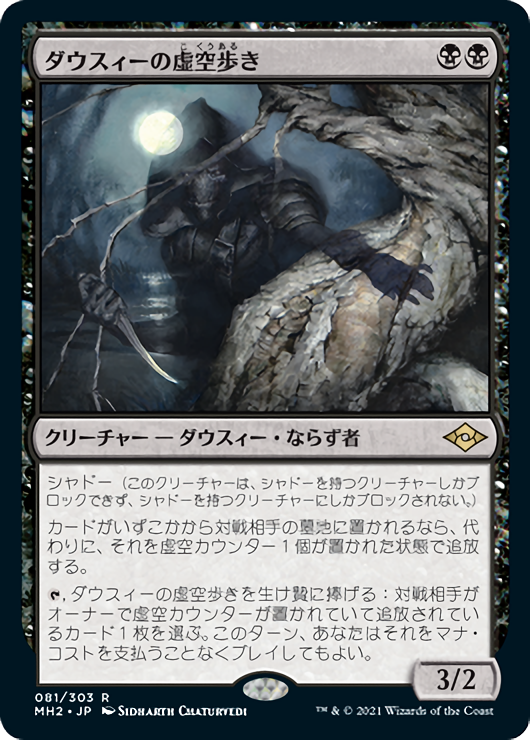 ダウスィーの虚空歩き
こくうある
クリーチャー — ダウスィー・ならず者
シャドー（このクリーチャーは、シャドーを持つクリーチャーしか
ブロックできず、シャドーを持つクリーチャーにしかブロックされない。）
カードがいずこかから対戦相手の墓地に置かれるなら、代
わりに、それを虚空カウンター１個が置かれた状態で追放
する。
,ダウスィーの虚空歩きを生け贄に捧げる：対戦相手が
オーナーで虚空カウンターが置かれていて追放されている
カード１枚を選ぶ。このターン、あなたはそれをマナ・
コストを支払うことなくプレイしてもよい。
3/2
081/303 R
MH2 • JP Sidharth Chaturvedi
™ & © 2021 Wizards of the Coast